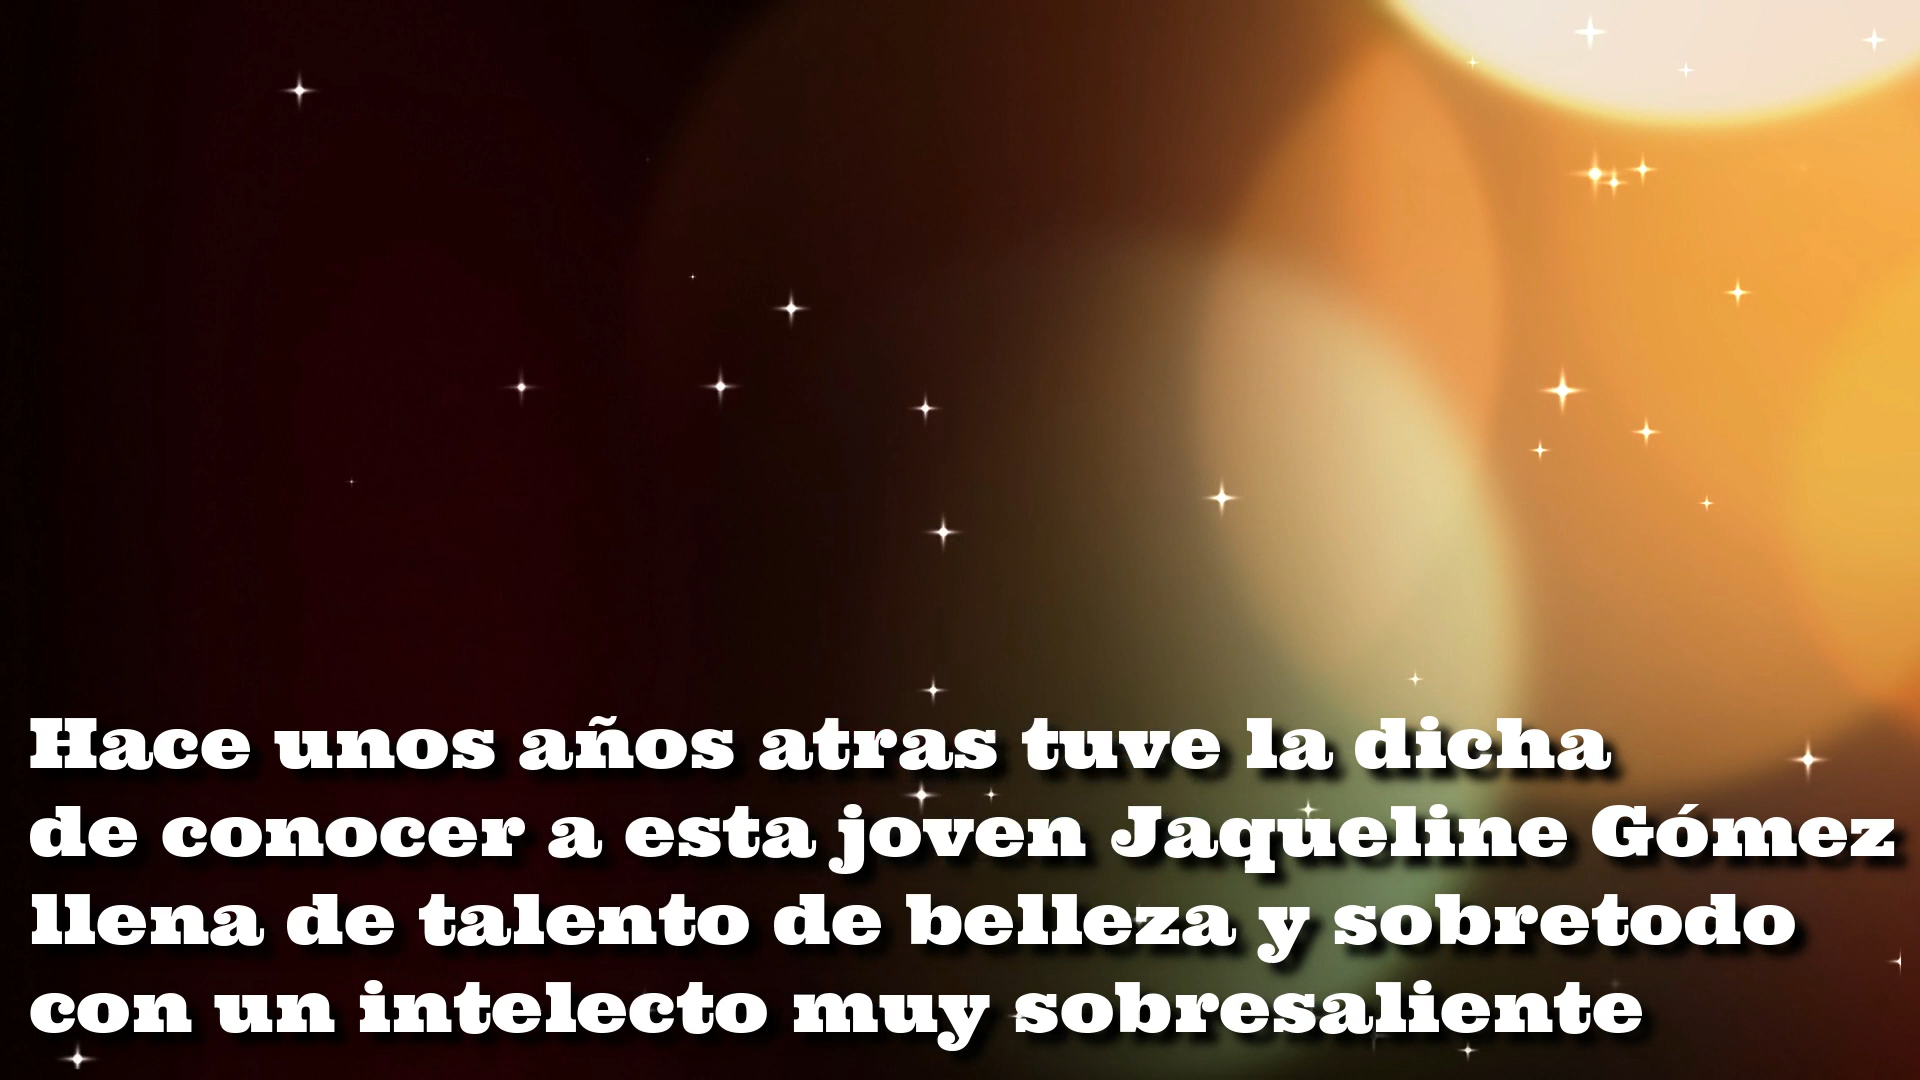 Hace unos años atras tuve la dicha
de conocer a esta joven Jaqueline Gómez
llena de talento de belleza y sobretodo
con un intelecto muy sobresaliente